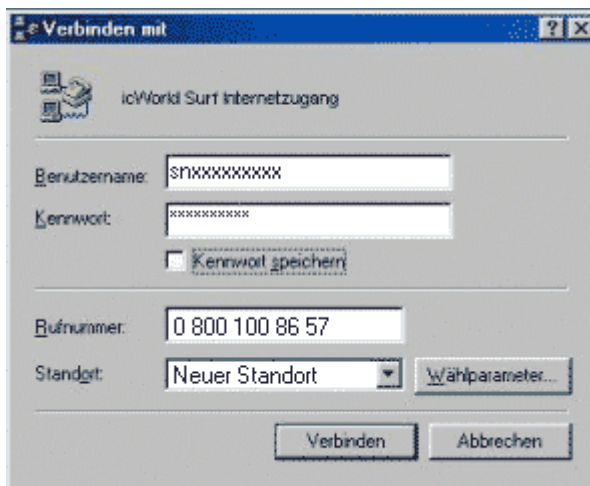 Verbinden mit
icWorld Surf Internetzugang
Benutzername: snxxxxxxxxx
Kennwort: xxxxxxxxxx
Kennwort speichern
Rufnummer: 0 800 100 86 57
Standort: Neuer Standort Wählparameter...
Verbinden Abbrechen